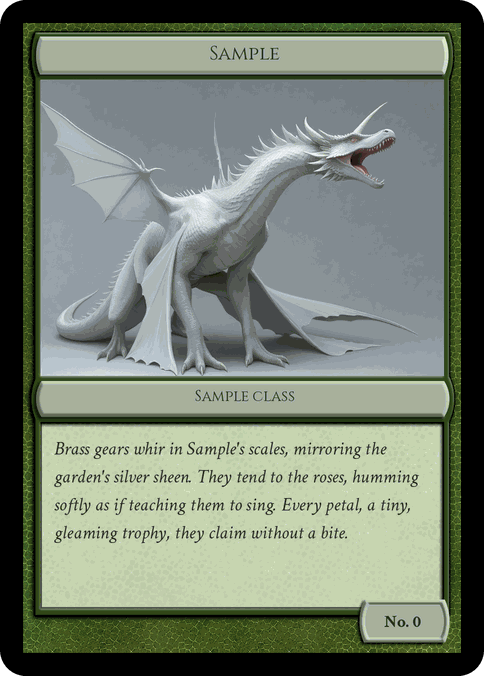 Sample
Sample class
Brass gears whir in Sample's scales, mirroring the
garden's silver sheen. They tend to the roses, humming
softly as if teaching them to sing. Every petal, a tiny,
gleaming trophy, they claim without a bite.
No. 0